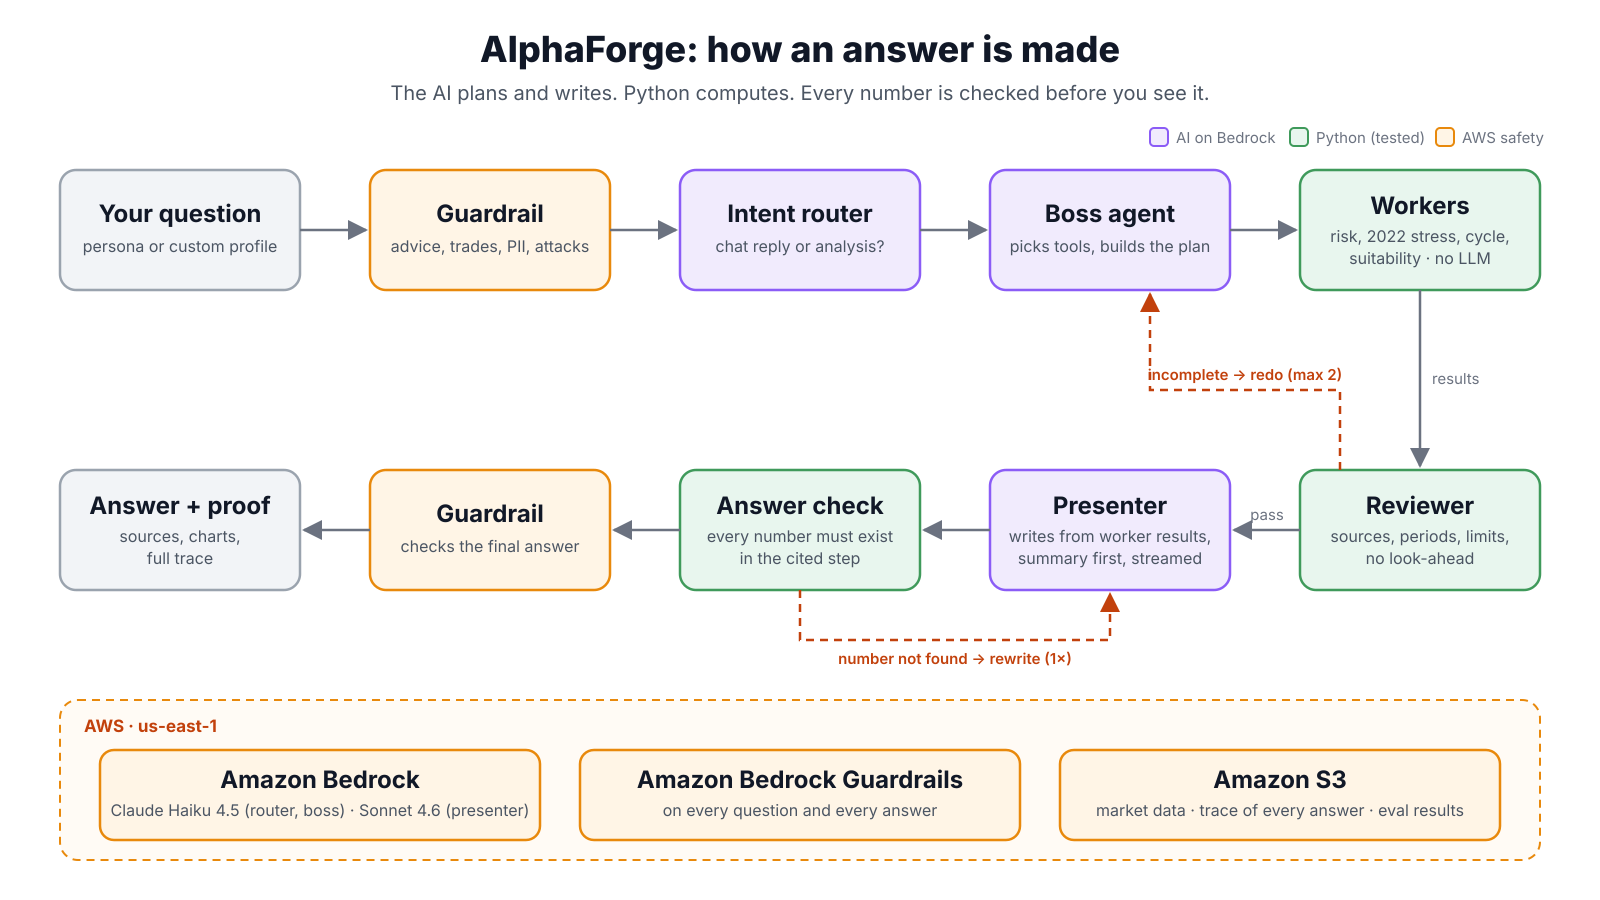 AlphaForge: how an answer is made
The AI plans and writes. Python computes. Every number is checked before you see it.
AI on Bedrock
Python (tested)
AWS safety
Your question
persona or custom profile
Guardrail
advice, trades, PII, attacks
Intent router
chat reply or analysis?
Boss agent
picks tools, builds the plan
Workers
risk, 2022 stress, cycle,
suitability · no LLM
incomplete → redo (max 2)
results
Answer + proof
sources, charts,
full trace
Guardrail
checks the final answer
Answer check
every number must exist
in the cited step
Presenter
writes from worker results,
summary first, streamed
pass
Reviewer
sources, periods, limits,
no look-ahead
number not found → rewrite (1×)
AWS · us-east-1
Amazon Bedrock
Claude Haiku 4.5 (router, boss) · Sonnet 4.6 (presenter)
Amazon Bedrock Guardrails
on every question and every answer
Amazon S3
market data · trace of every answer · eval results